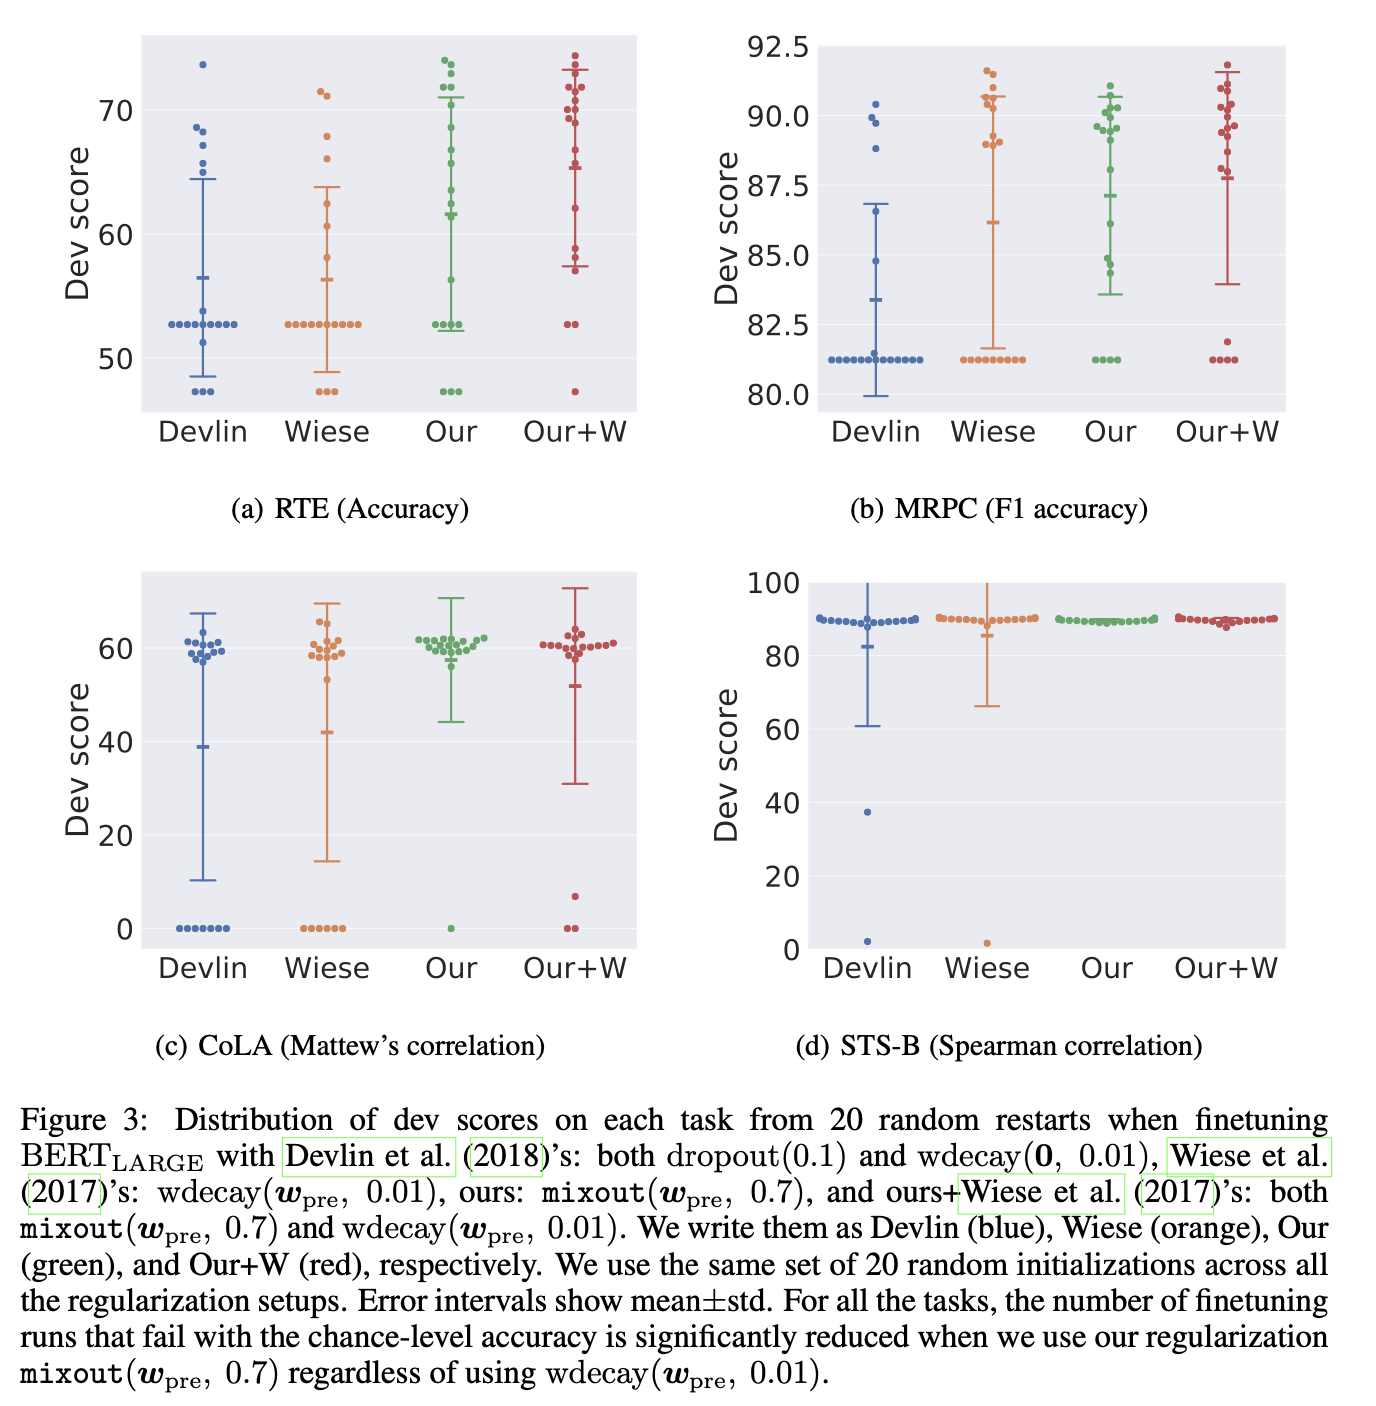 70
60
50
Dev score
Devlin Wiese Our Our+W
(a) RTE (Accuracy)
92.5
90.0
87.5
85.0
82.5
80.0
Dev score
Devlin Wiese Our Our+W
(b) MRPC (F1 accuracy)
60
40
20
0
Dev score
Devlin Wiese Our Our+W
(c) CoLA (Mattew's correlation)
100
80
60
40
20
0
Dev score
Devlin Wiese Our Our+W
(d) STS-B (Spearman correlation)
Figure 3: Distribution of dev scores on each task from 20 random restarts when finetuning
BERT_LARGE with Devlin et al. (2018)'s: both dropout(0.1) and wdecay(0, 0.01), Wiese et al.
(2017)'s: wdecay(w_pre, 0.01), ours: mixout(w_pre, 0.7), and ours+Wiese et al. (2017)'s: both
mixout(w_pre, 0.7) and wdecay(w_pre, 0.01). We write them as Devlin (blue), Wiese (orange), Our
(green), and Our+W (red), respectively. We use the same set of 20 random initializations across all
the regularization setups. Error intervals show mean±std. For all the tasks, the number of finetuning
runs that fail with the chance-level accuracy is significantly reduced when we use our regularization
mixout(w_pre, 0.7) regardless of using wdecay(w_pre, 0.01).